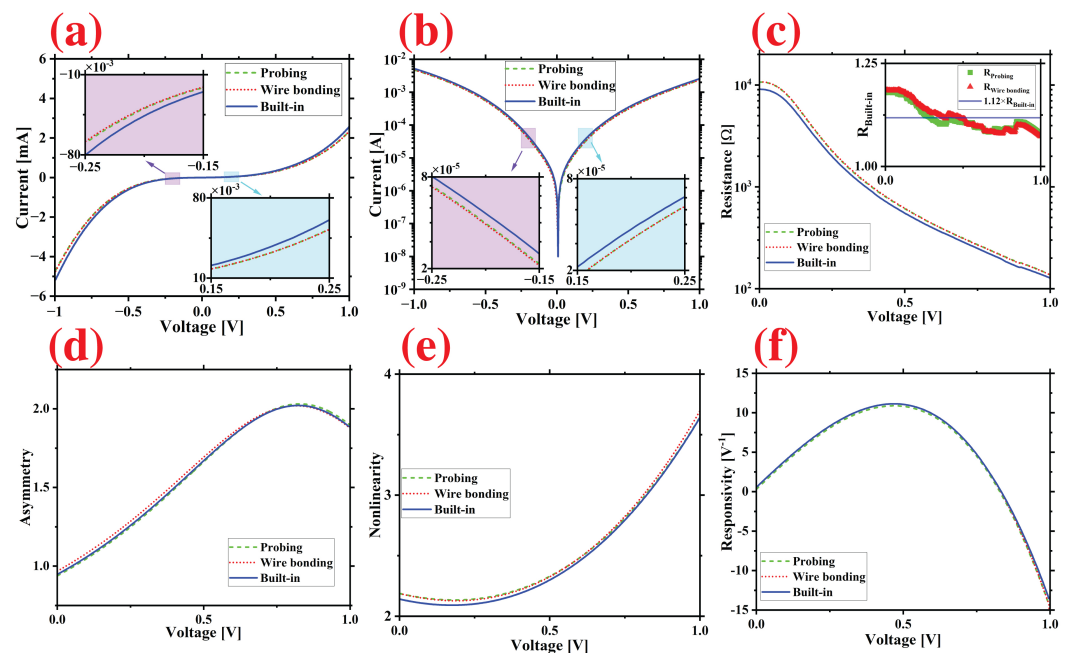 (a)
Current [mA]
6
4
2
0
−2
−4
−6
−1
−0.5
0.0
0.5
1.0
Voltage [V]
Probing
Wire bonding
Built-in
×10⁻³
−10
−80
−0.25
−0.15
×10⁻³
80
10
0.15
0.25
(b)
Current [A]
10⁻¹
10⁻²
10⁻³
10⁻⁴
10⁻⁵
10⁻⁶
10⁻⁷
10⁻⁸
10⁻⁹
−1.0
−0.5
0.0
0.5
1.0
Voltage [V]
Probing
Wire bonding
Built-in
×10⁻⁵
8
2
−0.25
−0.15
×10⁻⁵
8
2
0.15
0.25
(c)
Resistance [Ω]
10⁴
10³
10²
0.0
0.5
1.0
Voltage [V]
Probing
Wire bonding
Built-in
R_Built-in
1.25
1.00
0.0
1.0
R_Probing
R_Wire bonding
1.12×R_Built-in
(d)
Asymmetry
2.0
1.5
1.0
0.0
0.5
1.0
Voltage [V]
Probing
Wire bonding
Built-in
(e)
Nonlinearity
4
3
2
0.0
0.5
1.0
Voltage [V]
Probing
Wire bonding
Built-in
(f)
Responsivity [V⁻¹]
15
10
5
0
-5
-10
-15
0.0
0.5
1.0
Voltage [V]
Probing
Wire bonding
Built-in